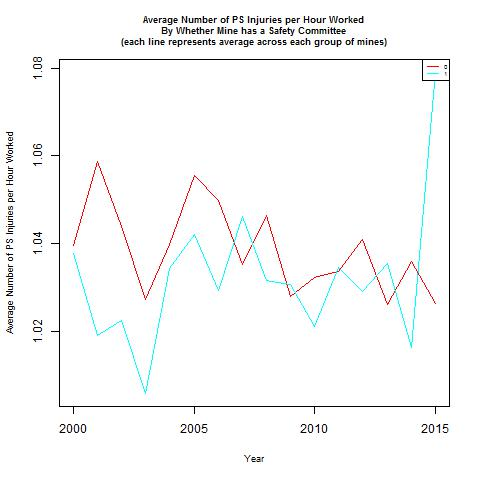 Average Number of PS Injuries per Hour Worked
By Whether Mine has a Safety Committee
(each line represents average across each group of mines)
0
1
Average Number of PS Injuries per Hour Worked
1.08
1.06
1.04
1.02
2000
2005
2010
2015
Year